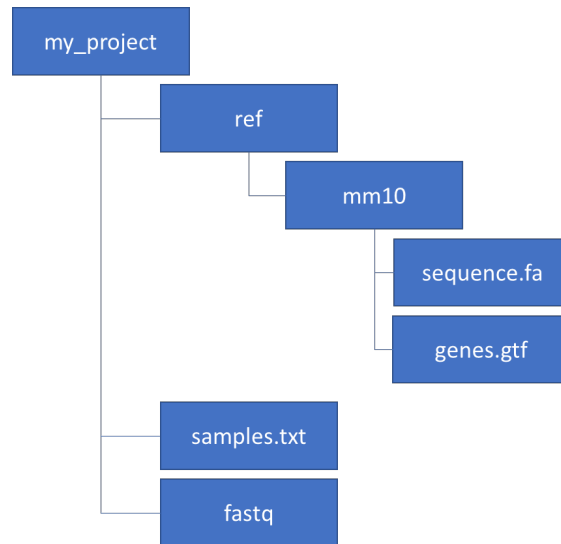 my_project
ref
mm10
sequence.fa
genes.gtf
samples.txt
fastq